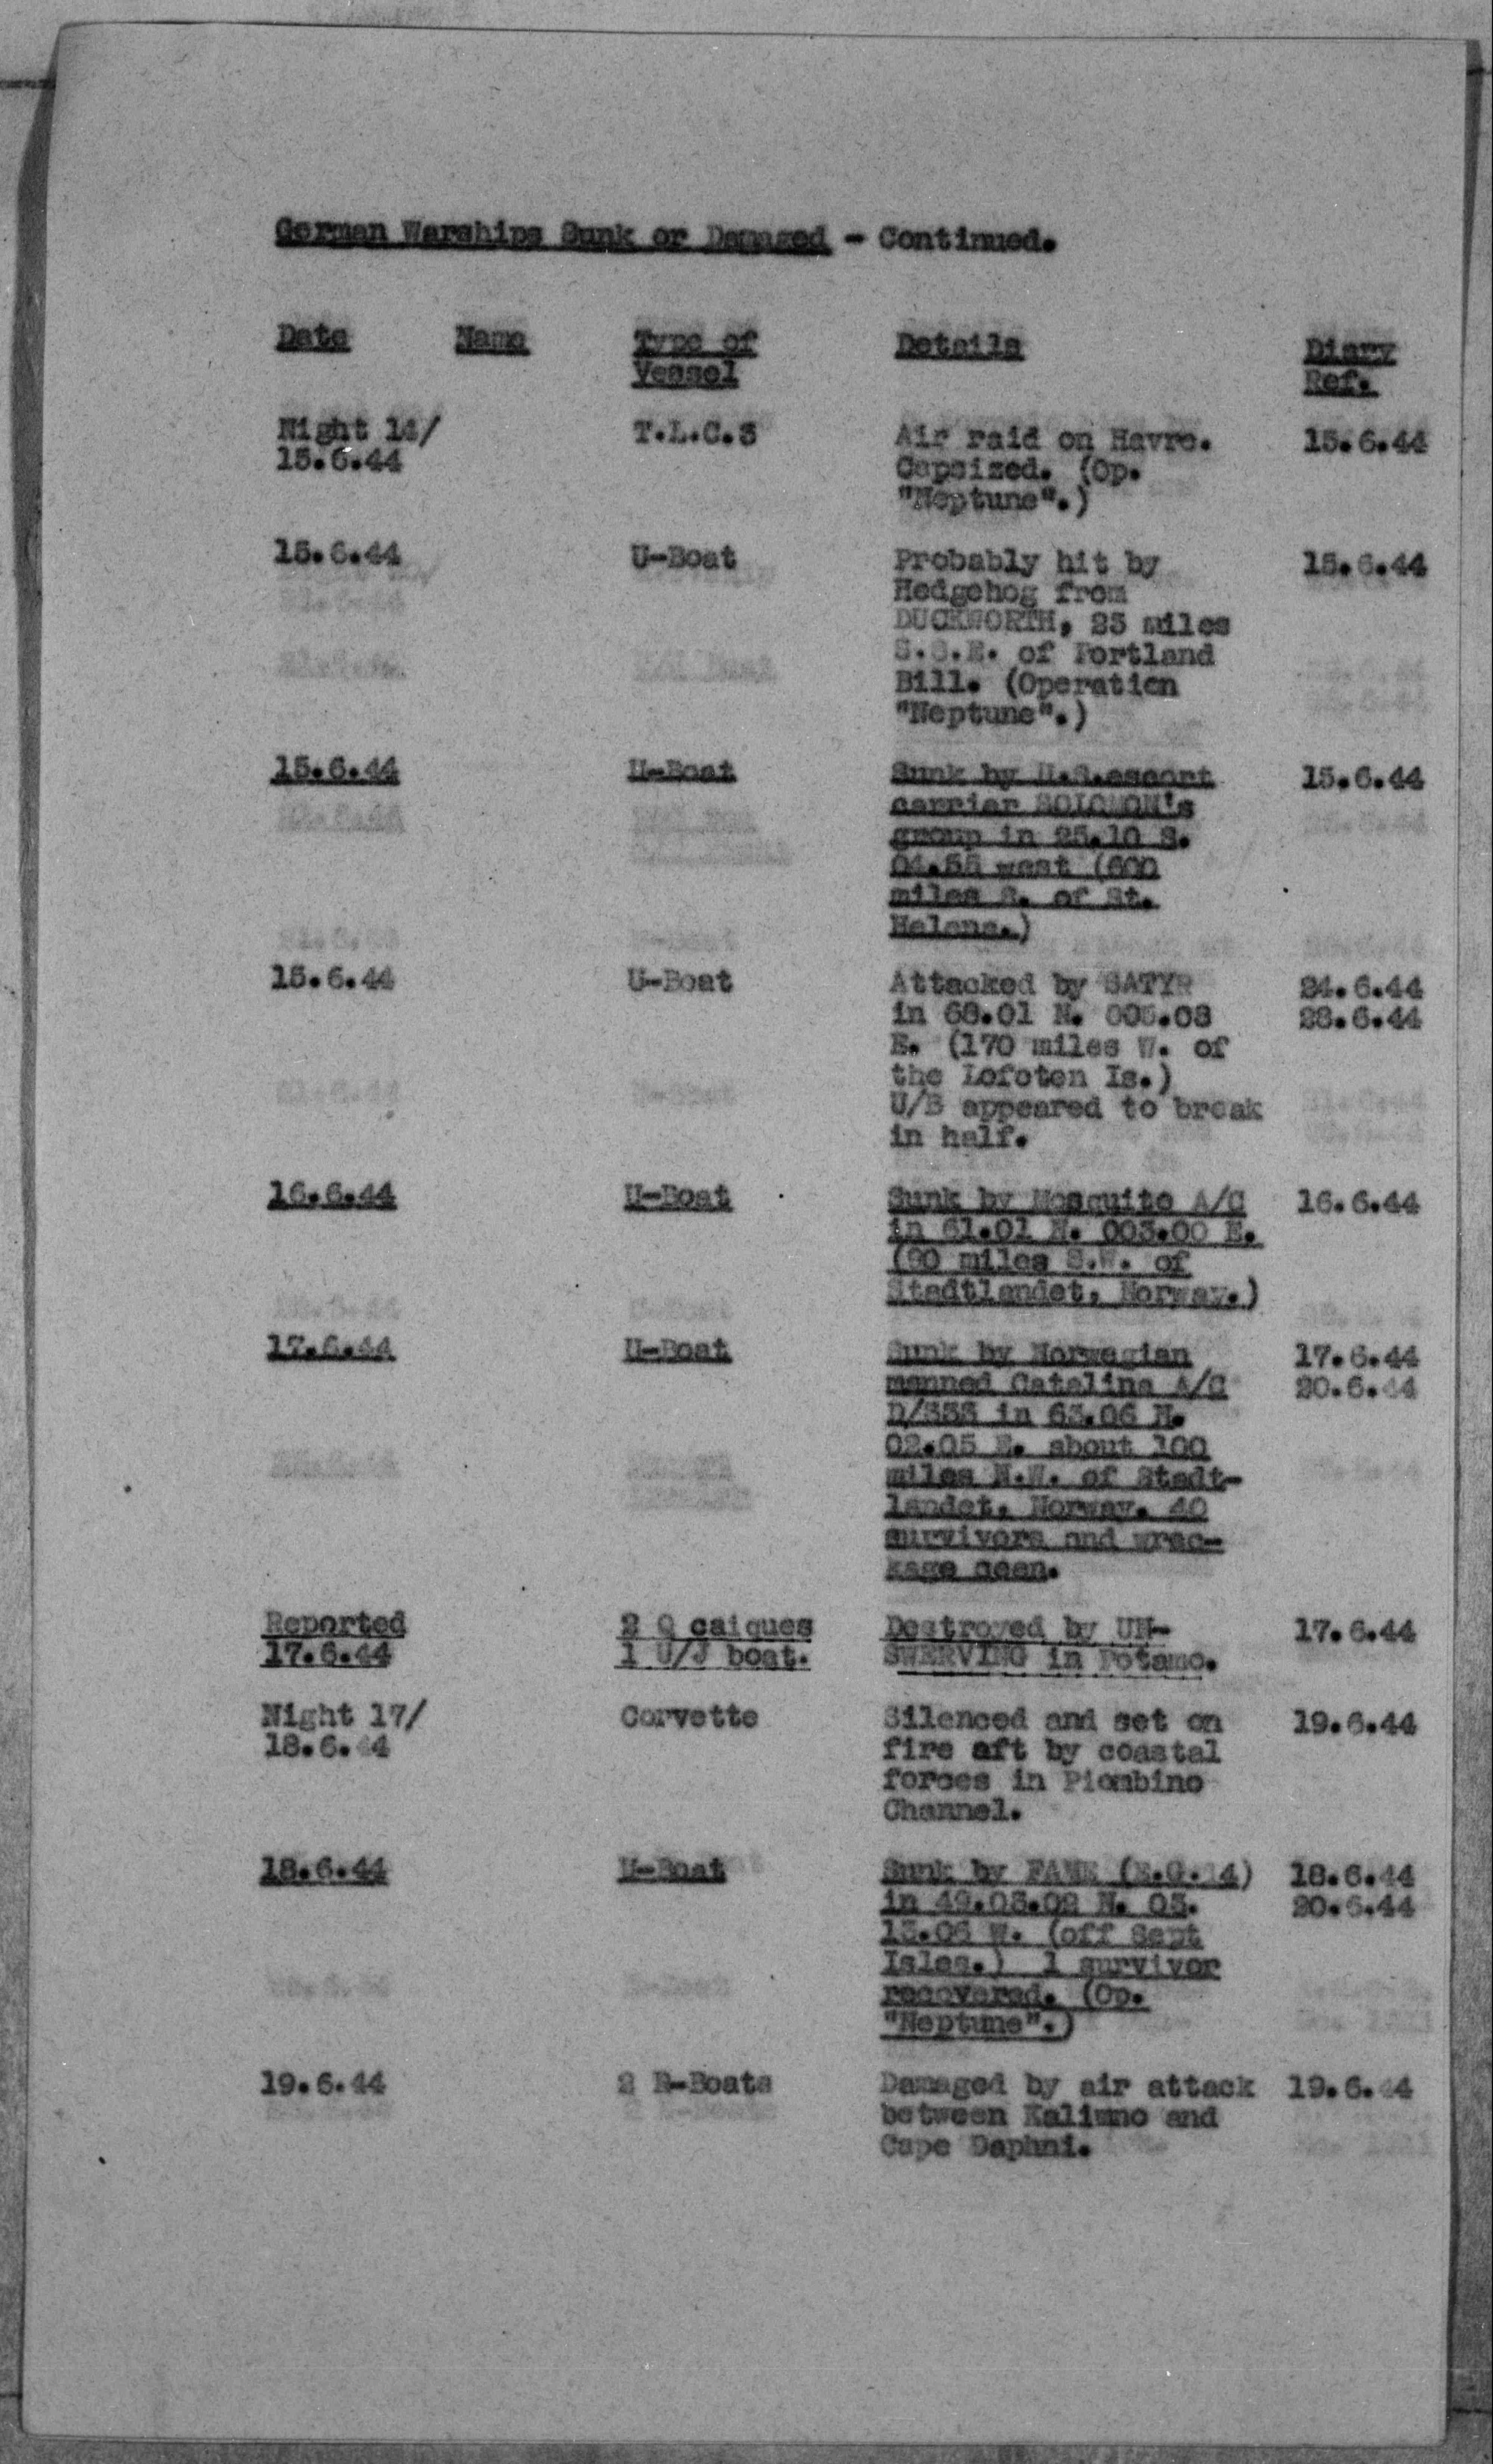 German Warships Sunk or Damaged - Continued.
Date Name Type of Vessel Details Diary Ref.
Night 14/ T.L.C.3 Air raid on Havre. 15.6.44
15.6.44 Capsized. (Op.
"Neptune".)
15.6.44 U-Boat Probably hit by 15.6.44
Hedgehog from
DUCKWORTH, 25 miles
S.S.E. of Portland
Bill. (Operation
"Neptune".)
15.6.44 U-Boat Sunk by U.S.escort 15.6.44
carrier SOLOMON's
group in 25.10 S.
04.55 west (600
miles S. of St.
Helena.)
15.6.44 U-Boat Attacked by SATYR 24.6.44
in 68.01 N. 005.08 28.6.44
E. (170 miles W. of
the Lofoten Is.)
U/B appeared to break
in half.
16.6.44 U-Boat Sunk by Mosquito A/C 16.6.44
in 61.01 N. 003.00 E.
(90 miles S.W. of
Stadtlandet, Norway.)
17.6.44 U-Boat Sunk by Norwegian 17.6.44
manned Catalina A/C 20.6.44
D/333 in 63.06 N.
02.05 E. about 100
miles N.W. of Stadt-
landet, Norway. 40
survivors and wrec-
kage seen.
Reported 2 Q caiques Destroyed by UN- 17.6.44
17.6.44 1 U/J boat. SWERVING in Potamo.
Night 17/ Corvette Silenced and set on 19.6.44
18.6.44 fire aft by coastal
forces in Piombino
Channel.
18.6.44 U-Boat Sunk by FAME (E.G.14) 18.6.44
in 49.03.02 N. 03. 20.6.44
13.06 W. (off Sept
Isles.) 1 survivor
recovered. (Op.
"Neptune".)
19.6.44 2 R-Boats Damaged by air attack 19.6.44
between Kalimno and
Cape Daphni.